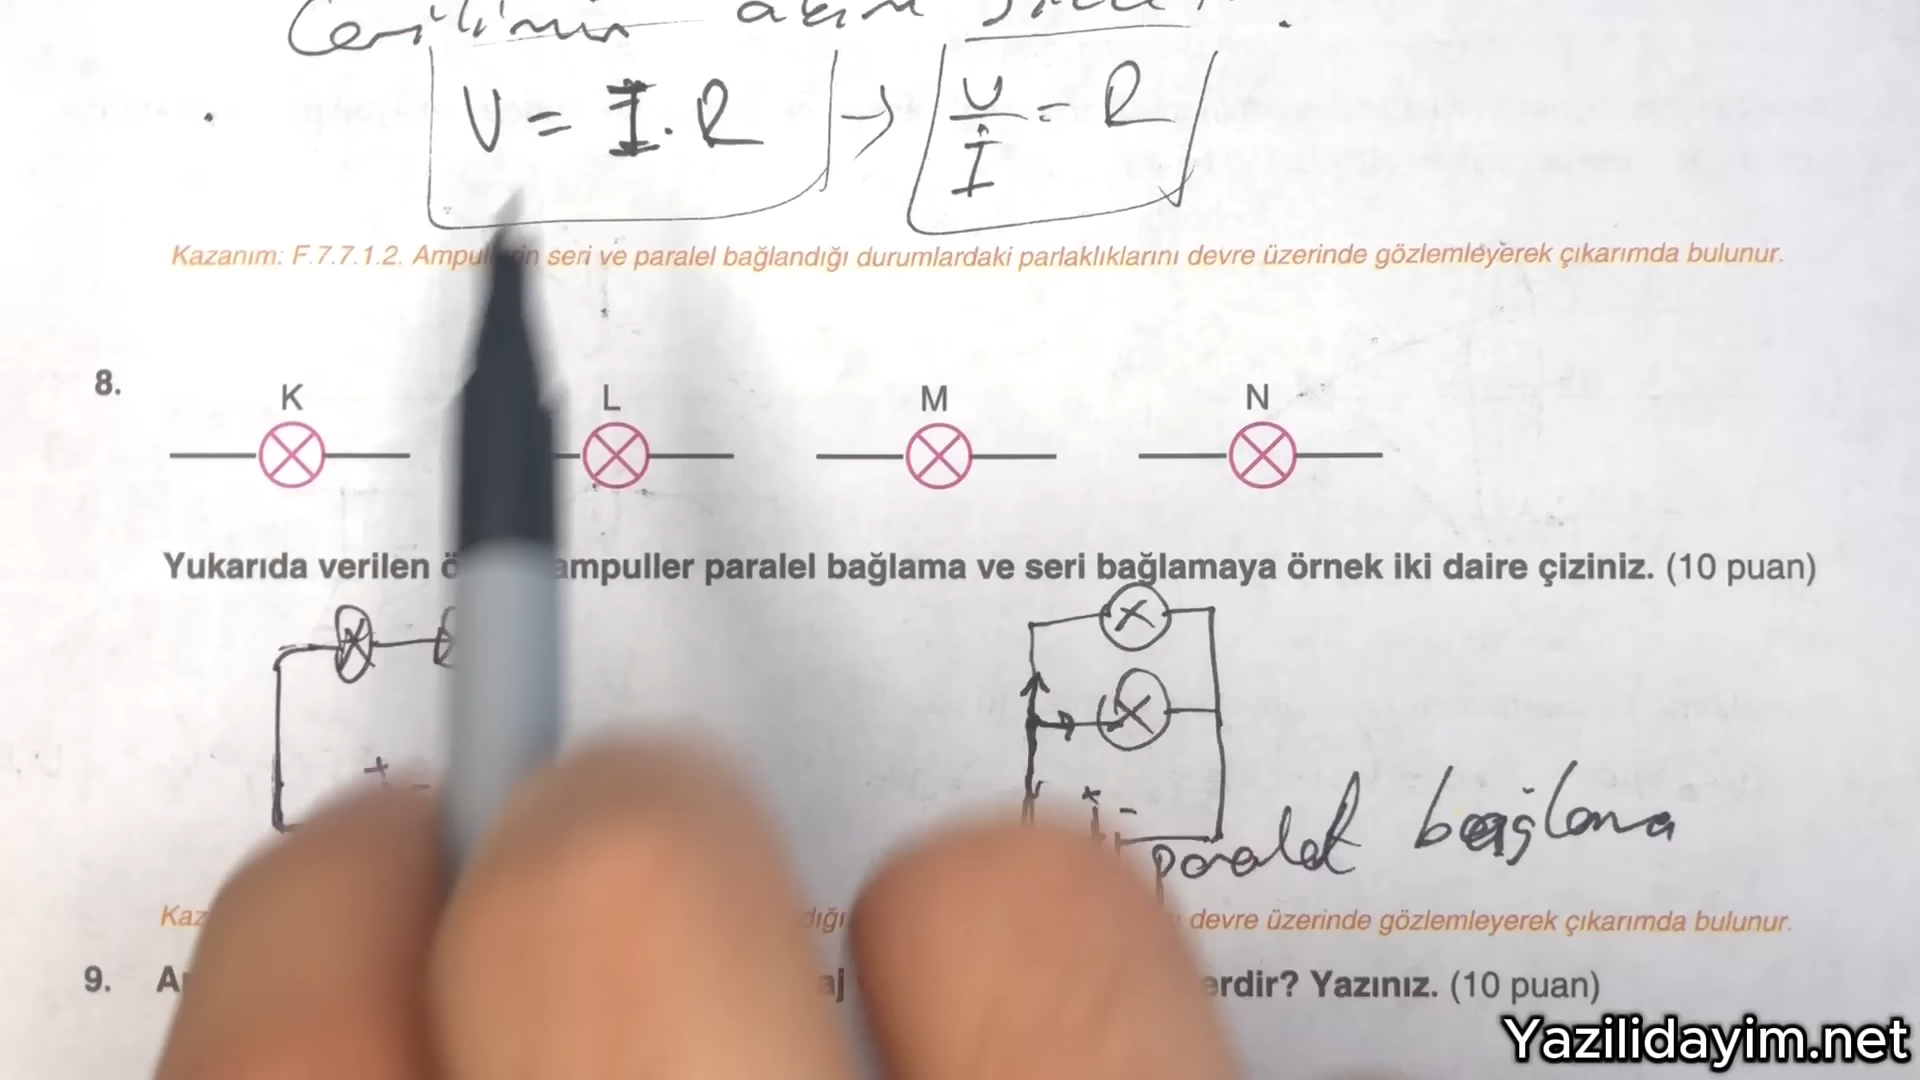 V = I . R → U / I = R
Kazanım: F.7.7.1.2. seri ve paralel bağlandığı durumlardaki parlaklıklarını devre üzerinde gözlemleyerek çıkarımda bulunur.
8.
K L M N
Yukarıda verilen ampuller paralel bağlama ve seri bağlamaya örnek iki daire çiziniz. (10 puan)
+ -
+ -
paralel bağlama
devre üzerinde gözlemleyerek çıkarımda bulunur.
9. Yazınız. (10 puan)
Yazilidayim.net